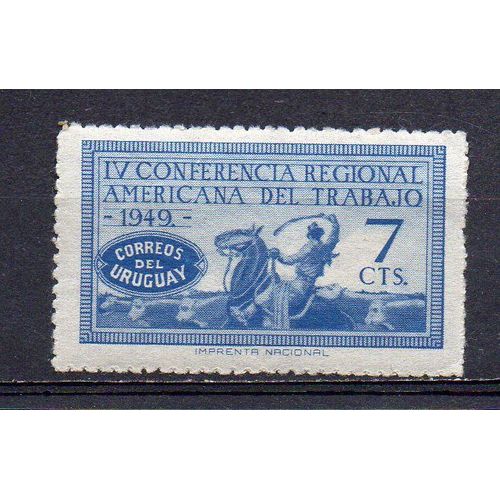 IV CONFERENCIA REGIONAL
AMERICANA DEL TRABAJO
-1949.-
CORREOS
DEL
URUGUAY
7
CTS.
IMPRENTA NACIONAL